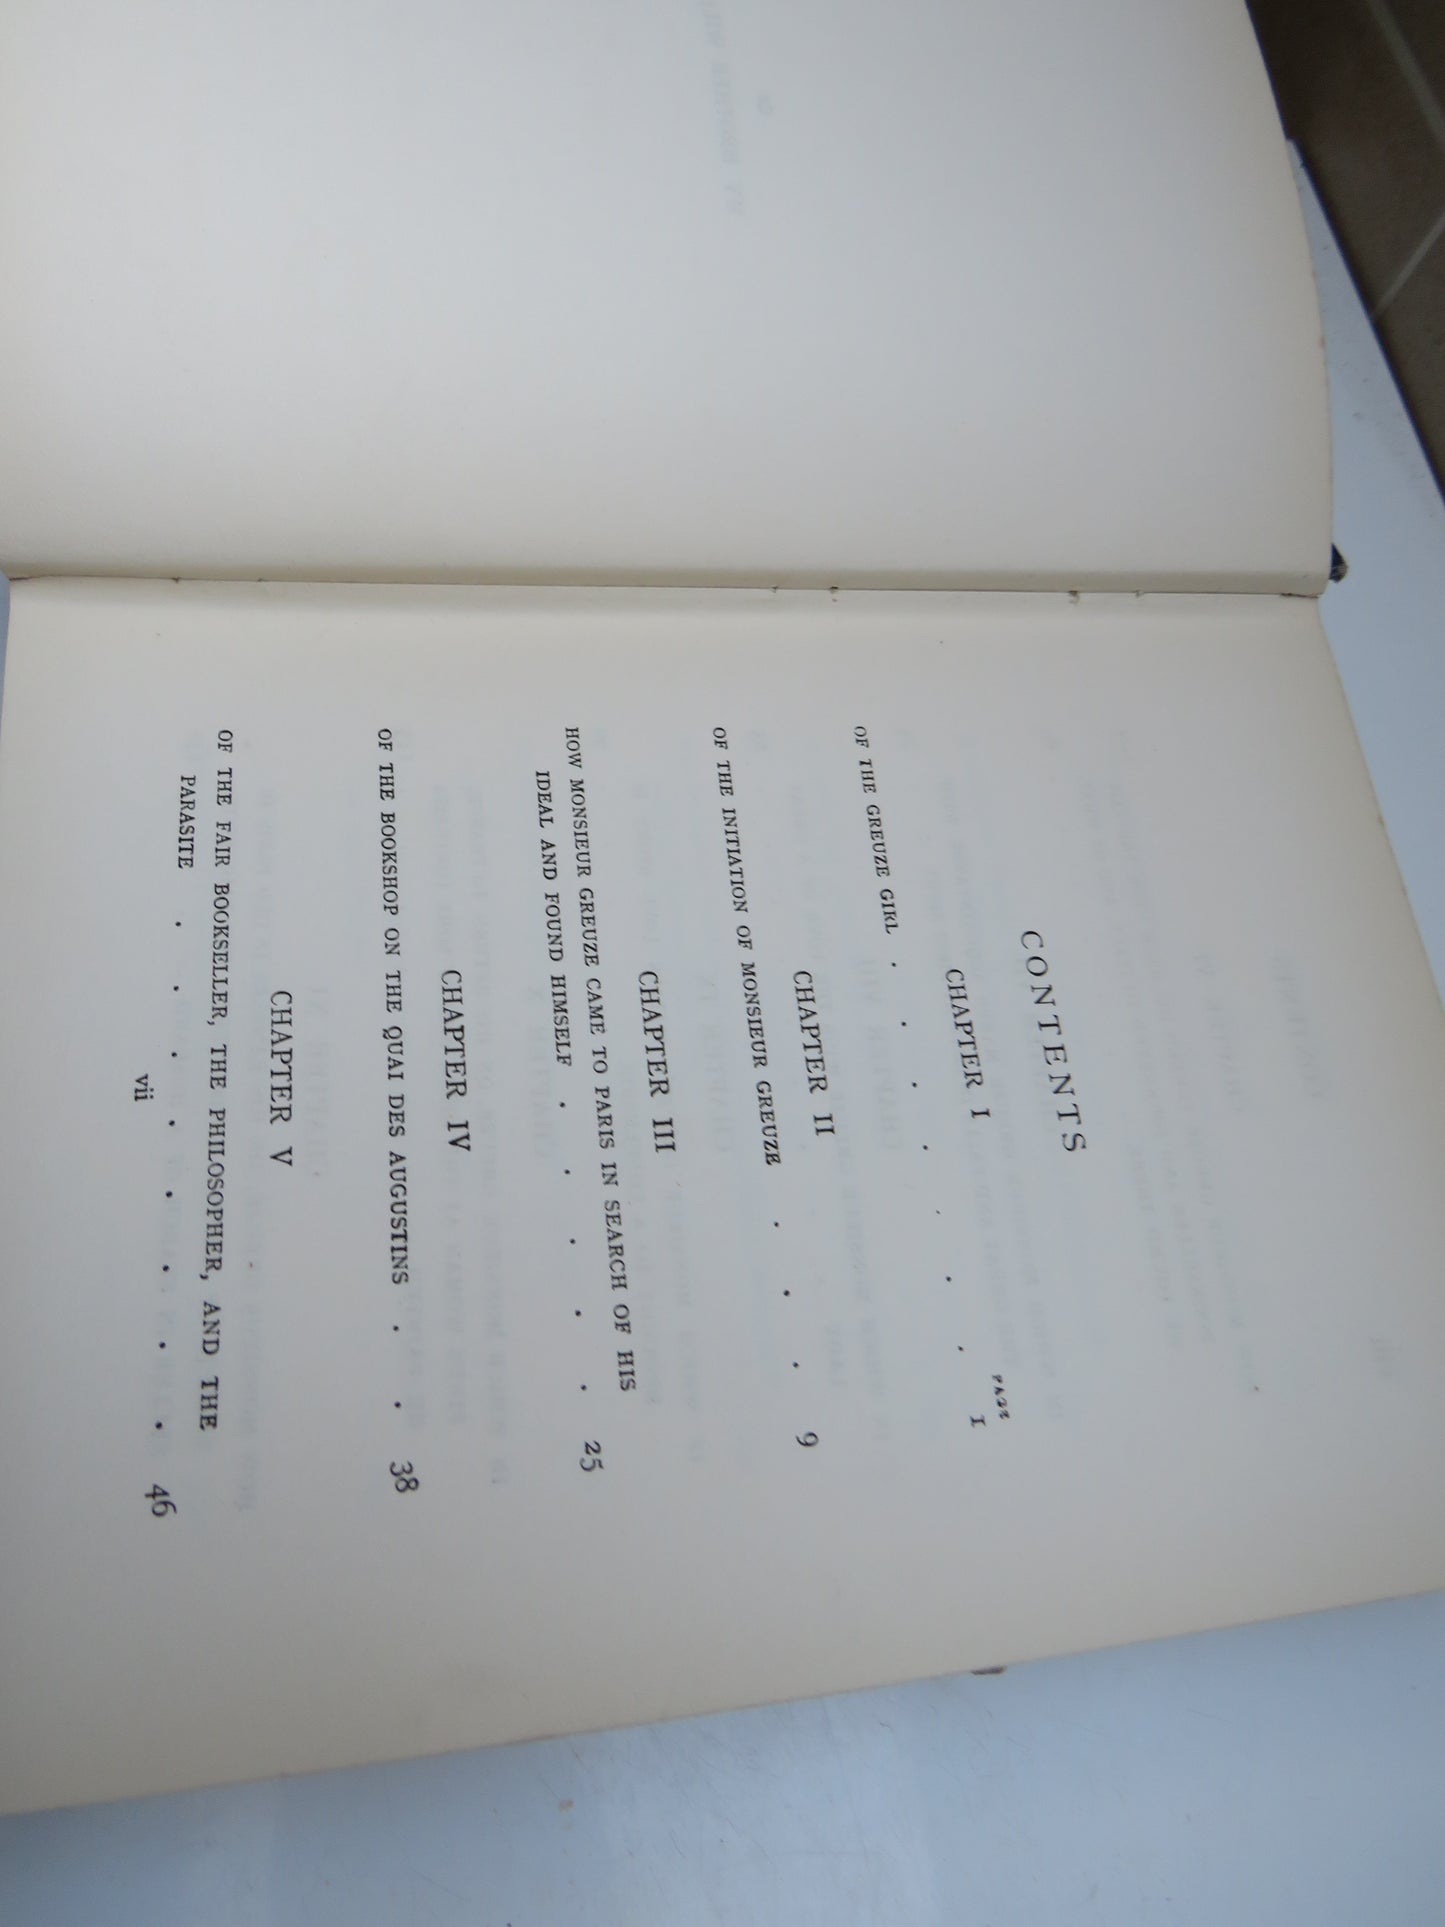 CONTENTS
CHAPTER I
PAGE
OF THE GREUZE GIRL . . . . . . . 1
CHAPTER II
OF THE INITIATION OF MONSIEUR GREUZE . . . 9
CHAPTER III
HOW MONSIEUR GREUZE CAME TO PARIS IN SEARCH OF HIS
IDEAL AND FOUND HIMSELF . . . . . 25
CHAPTER IV
OF THE BOOKSHOP ON THE QUAI DES AUGUSTINS . . 38
CHAPTER V
OF THE FAIR BOOKSELLER, THE PHILOSOPHER, AND THE
PARASITE . . . . . . . . 46
vii